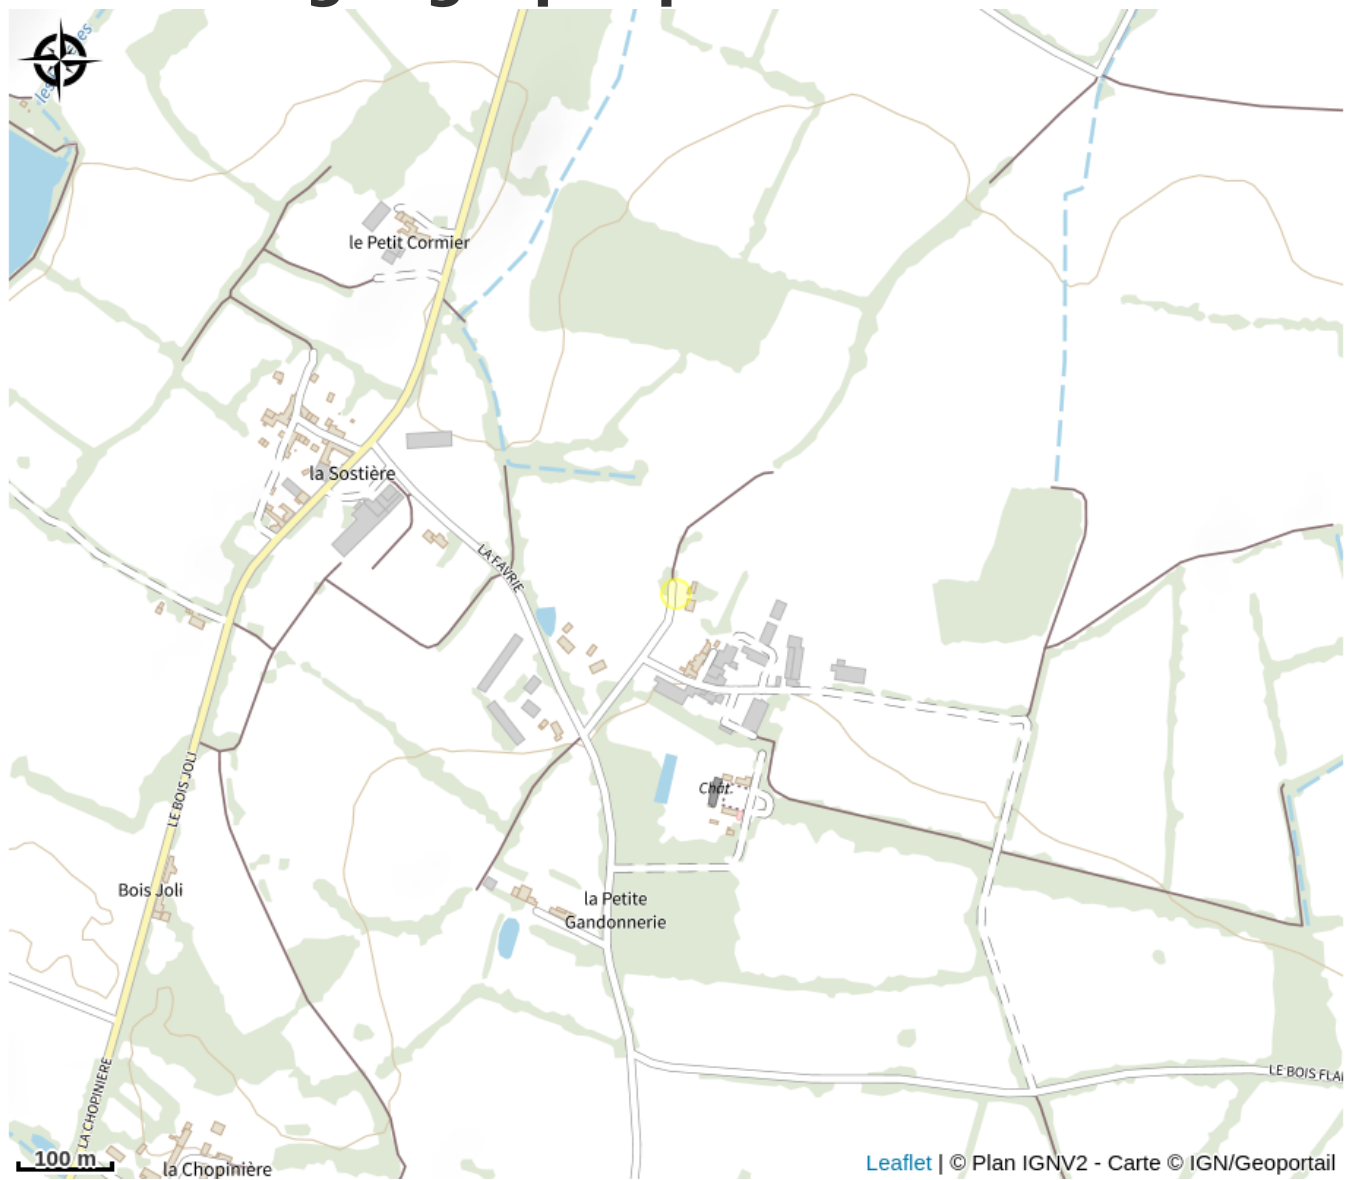 le Petit Cormier
la Sostière
LA FAVRIE
LE BOIS JOLI
Chât.
Bois Joli
la Petite
Gandonnerie
LA CHOPINIERE
LE BOIS FLA
la Chopinière
100 m
Leaflet | © Plan IGNV2 - Carte © IGN/Geoportail